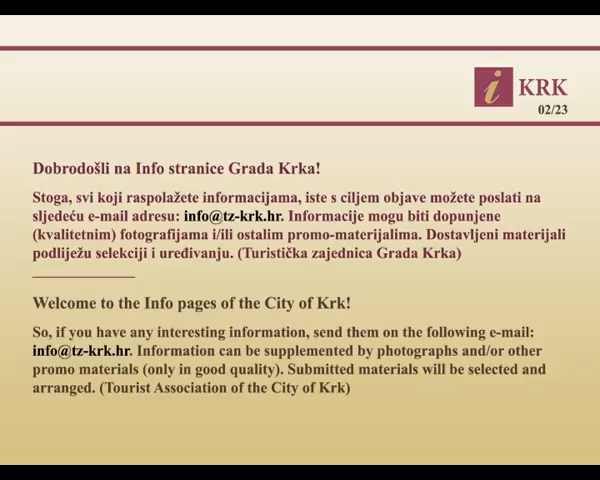 i KRK
02/23
Dobrodošli na Info stranice Grada Krka!
Stoga, svi koji raspolažete informacijama, iste s ciljem objave možete poslati na
sljedeću e-mail adresu: info@tz-krk.hr. Informacije mogu biti dopunjene
(kvalitetnim) fotografijama i/ili ostalim promo-materijalima. Dostavljeni materijali
podliježu selekciji i uređivanju. (Turistička zajednica Grada Krka)
Welcome to the Info pages of the City of Krk!
So, if you have any interesting information, send them on the following e-mail:
info@tz-krk.hr. Information can be supplemented by photographs and/or other
promo materials (only in good quality). Submitted materials will be selected and
arranged. (Tourist Association of the City of Krk)